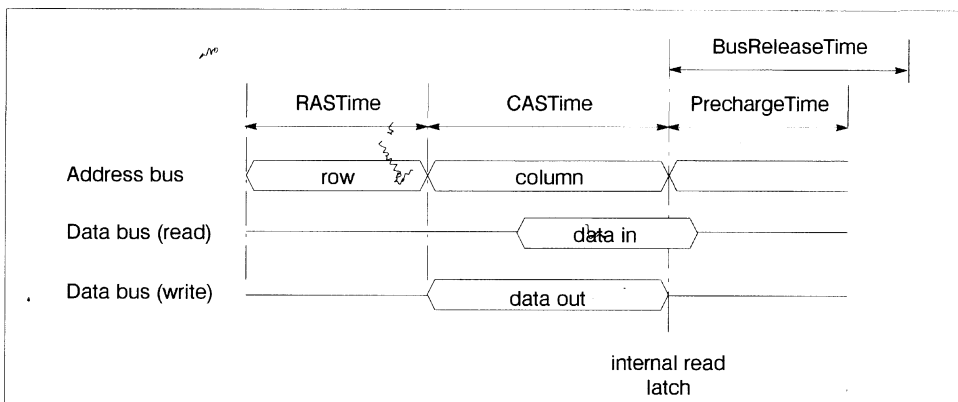 BusReleaseTime
RASTime CASTime PrechargeTime
Address bus row column
Data bus (read) data in
Data bus (write) data out
internal read
latch